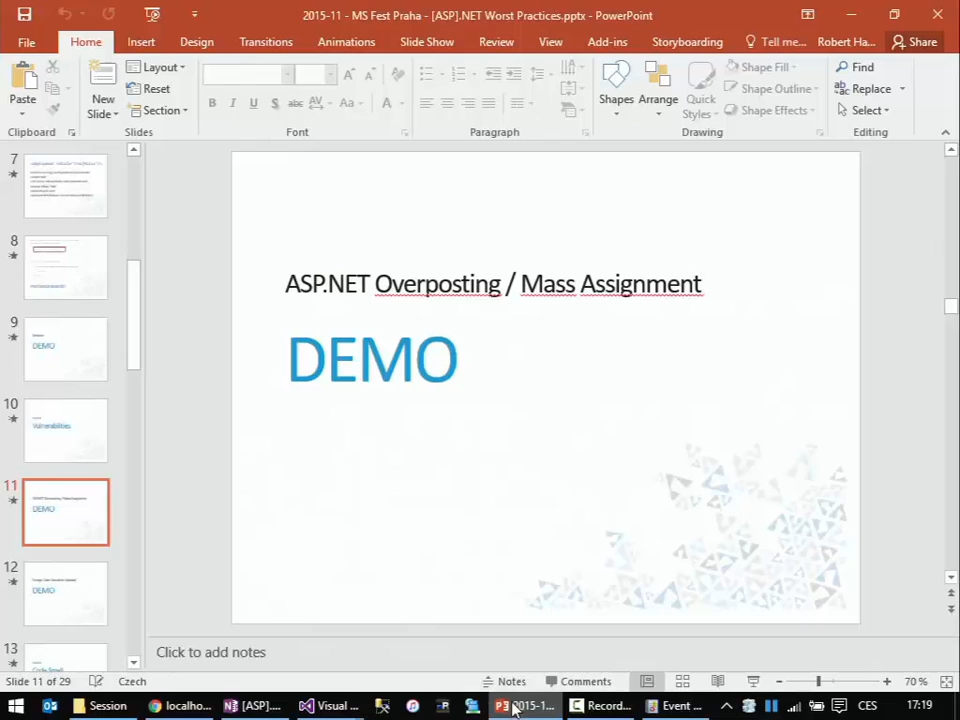 2015-11 - MS Fest Praha - [ASP].NET Worst Practices.pptx - PowerPoint
File
Home
Insert
Design
Transitions
Animations
Slide Show
Review
View
Add-ins
Storyboarding
Tell me...
Robert Ha...
Share
Paste
New
Slide
Layout
Reset
Section
B I U S abc AV Aa A
Shapes
Arrange
Quick
Styles
Shape Fill
Shape Outline
Shape Effects
Find
Replace
Select
Clipboard
Slides
Font
Paragraph
Drawing
Editing
7
8
9
DEMO
10
Vulnerabilities
11
DEMO
12
DEMO
13
ASP.NET Overposting / Mass Assignment
DEMO
Click to add notes
Slide 11 of 29
Czech
Notes
Comments
70 %
Session
localho...
[ASP]....
Visual ...
2015-1...
Record...
Event ...
CES
17:19